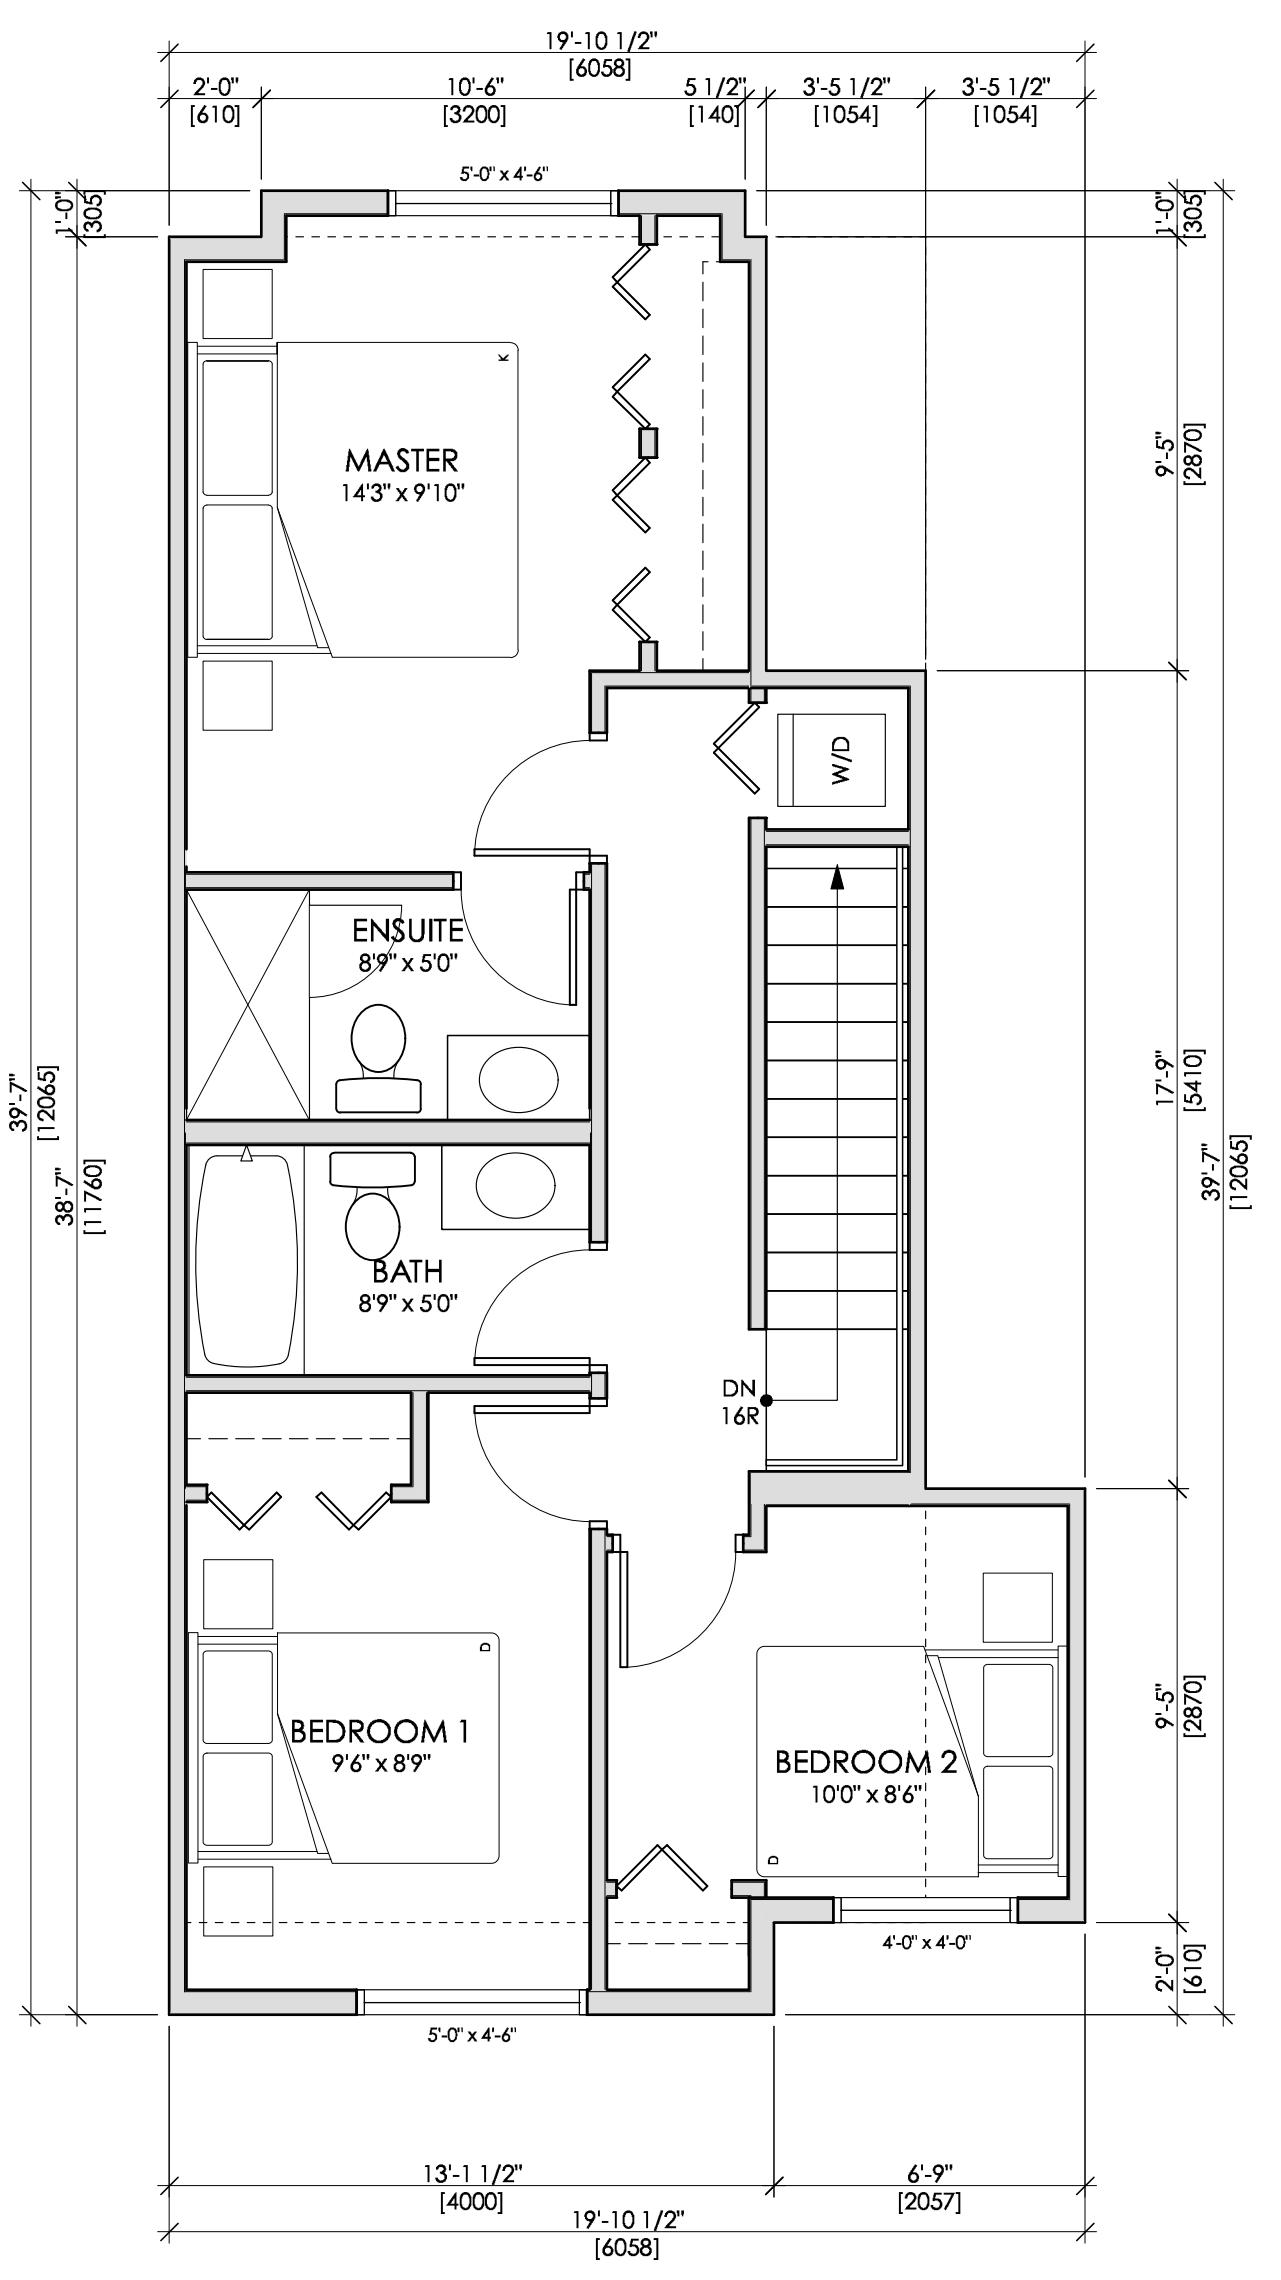 19'-10 1/2"
[6058]
2'-0"
[610]
10'-6"
[3200]
5 1/2"
[140]
3'-5 1/2"
[1054]
3'-5 1/2"
[1054]
5'-0" x 4'-6"
1'-0"
[305]
1'-0"
[305]
K
MASTER
14'3" x 9'10"
9'-5"
[2870]
W/D
ENSUITE
8'9" x 5'0"
39'-7"
[12065]
38'-7"
[11760]
17'-9"
[5410]
39'-7"
[12065]
BATH
8'9" x 5'0"
DN
16R
D
BEDROOM 1
9'6" x 8'9"
BEDROOM 2
10'0" x 8'6"
D
9'-5"
[2870]
4'-0" x 4'-0"
2'-0"
[610]
5'-0" x 4'-6"
13'-1 1/2"
[4000]
6'-9"
[2057]
19'-10 1/2"
[6058]